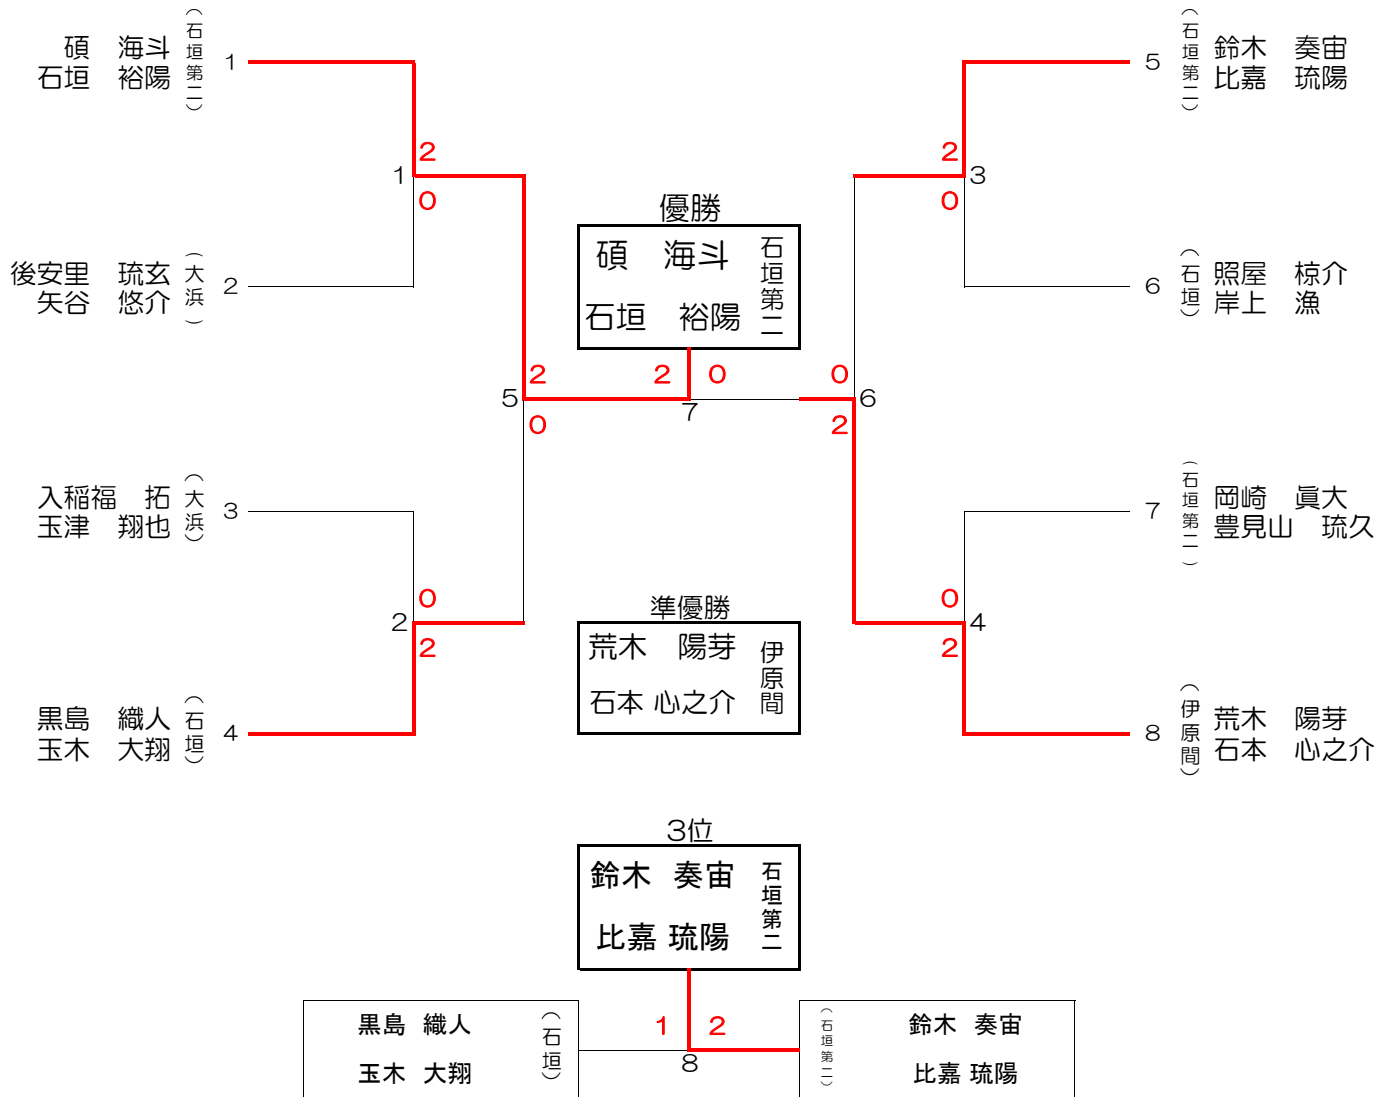 碩　海斗
石垣　裕陽
（石垣第二）
1
後安里　琉玄
矢谷　悠介
（大浜）
2
入稲福　拓
玉津　翔也
（大浜）
3
黒島　織人
玉木　大翔
（石垣）
4
5
（石垣第二）
鈴木　奏宙
比嘉　琉陽
6
（石垣）
照屋　椋介
岸上　漁
7
（石垣第二）
岡崎　眞大
豊見山　琉久
8
（伊原間）
荒木　陽芽
石本　心之介
1
2
0
2
0
2
3
2
0
4
0
2
5
2
0
6
0
2
7
2
0
優勝
碩　海斗
石垣　裕陽
石垣第二
準優勝
荒木　陽芽
石本 心之介
伊原間
3位
鈴木 奏宙
比嘉 琉陽
石垣第二
黒島 織人
玉木 大翔
（石垣）
1
2
8
（石垣第二）
鈴木 奏宙
比嘉 琉陽